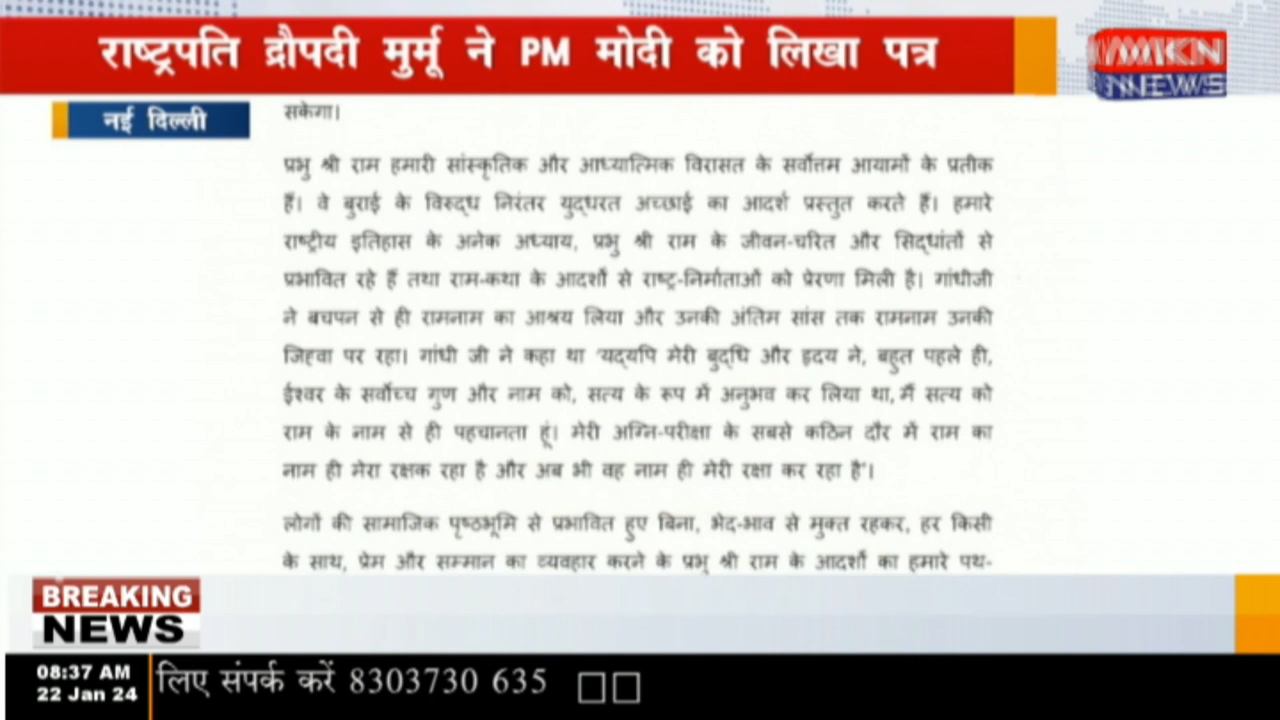 राष्ट्रपति द्रौपदी मुर्मू ने PM मोदी को लिखा पत्र
NEWS
नई दिल्ली
सकेगा।
प्रभु श्री राम हमारी सांस्कृतिक और आध्यात्मिक विरासत के सर्वोत्तम आयामों के प्रतीक
हैं। वे बुराई के विरुद्ध निरंतर युद्धरत अच्छाई का आदर्श प्रस्तुत करते हैं। हमारे
राष्ट्रीय इतिहास के अनेक अध्याय, प्रभु श्री राम के जीवन-चरित और सिद्धांतों से
प्रभावित रहे हैं तथा राम-कथा के आदर्शों से राष्ट्र-निर्माताओं को प्रेरणा मिली है। गांधीजी
ने बचपन से ही रामनाम का आश्रय लिया और उनकी अंतिम सांस तक रामनाम उनकी
जिह्वा पर रहा। गांधी जी ने कहा था 'यद्यपि मेरी बुद्धि और हृदय ने, बहुत पहले ही,
ईश्वर के सर्वोच्च गुण और नाम को, सत्य के रूप में अनुभव कर लिया था, मैं सत्य को
राम के नाम से ही पहचानता हूं। मेरी अग्नि-परीक्षा के सबसे कठिन दौर में राम का
नाम ही मेरा रक्षक रहा है और अब भी वह नाम ही मेरी रक्षा कर रहा है'।
लोगों की सामाजिक पृष्ठभूमि से प्रभावित हुए बिना, भेद-भाव से मुक्त रहकर, हर किसी
के साथ, प्रेम और सम्मान का व्यवहार करने के प्रभु श्री राम के आदर्शों का हमारे पथ-
BREAKING
NEWS
08:37 AM
22 Jan 24
लिए संपर्क करें 8303730 635